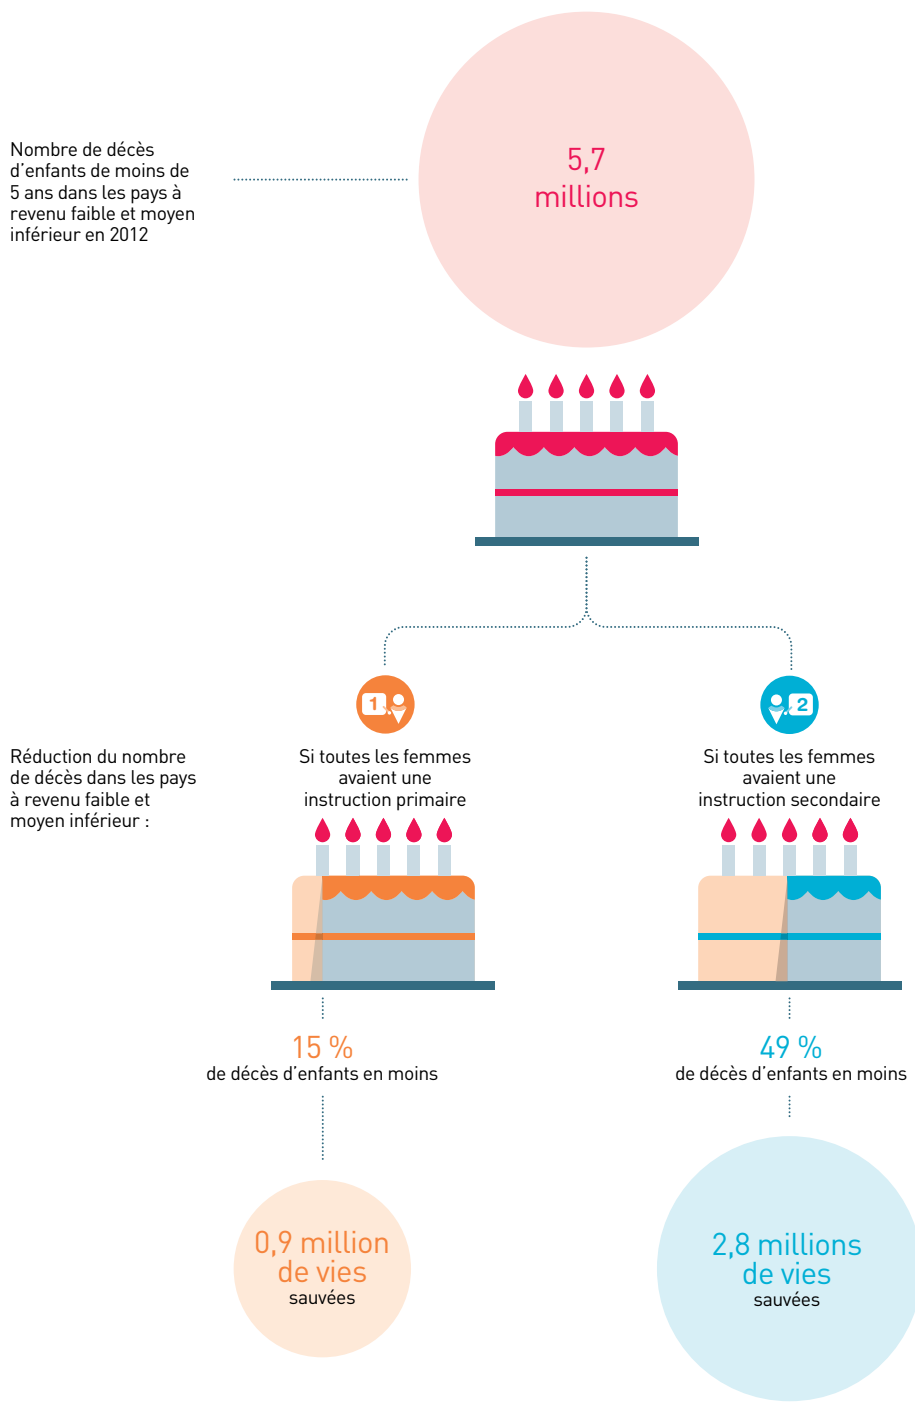 Nombre de décès
d’enfants de moins de
5 ans dans les pays à
revenu faible et moyen
inférieur en 2012
5,7
millions
1
2
Réduction du nombre
de décès dans les pays
à revenu faible et
moyen inférieur :
Si toutes les femmes
avaient une
instruction primaire
Si toutes les femmes
avaient une
instruction secondaire
15 %
de décès d’enfants en moins
49 %
de décès d’enfants en moins
0,9 million
de vies
sauvées
2,8 millions
de vies
sauvées